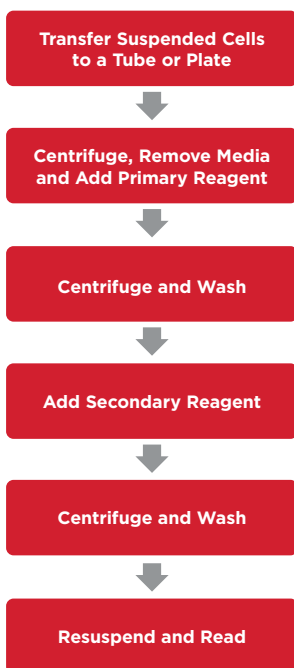 Transfer Suspended Cells
to a Tube or Plate
Centrifuge, Remove Media
and Add Primary Reagent
Centrifuge and Wash
Add Secondary Reagent
Centrifuge and Wash
Resuspend and Read